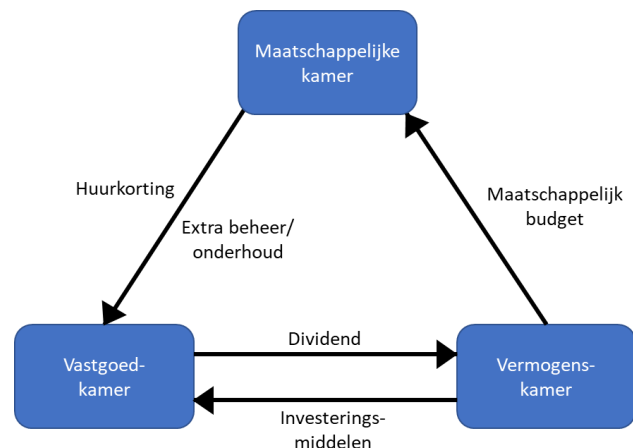 Maatschappelijke
kamer
Huurkorting
Extra beheer/
onderhoud
Maatschappelijk
budget
Vastgoed-
kamer
Dividend
Investerings-
middelen
Vermogens-
kamer